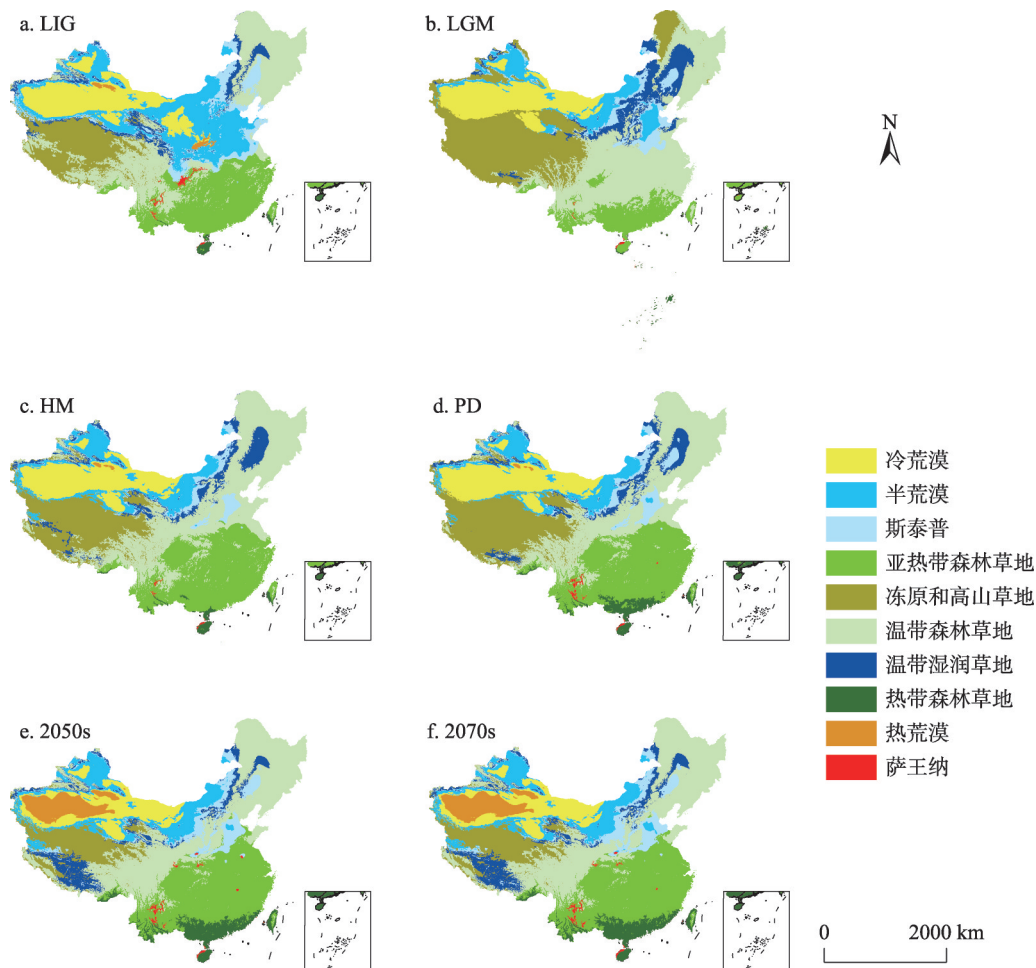 a. LIG
b. LGM
N
c. HM
d. PD
冷荒漠
半荒漠
斯泰普
亚热带森林草地
冻原和高山草地
温带森林草地
温带湿润草地
热带森林草地
热荒漠
萨王纳
e. 2050s
f. 2070s
0 2000 km